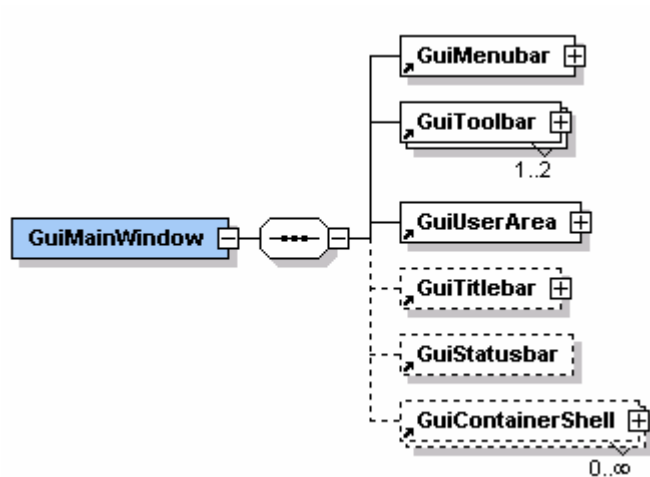 GuiMenubar
GuiToolbar
1..2
GuiUserArea
GuiMainWindow
GuiTitlebar
GuiStatusbar
GuiContainerShell
0..∞